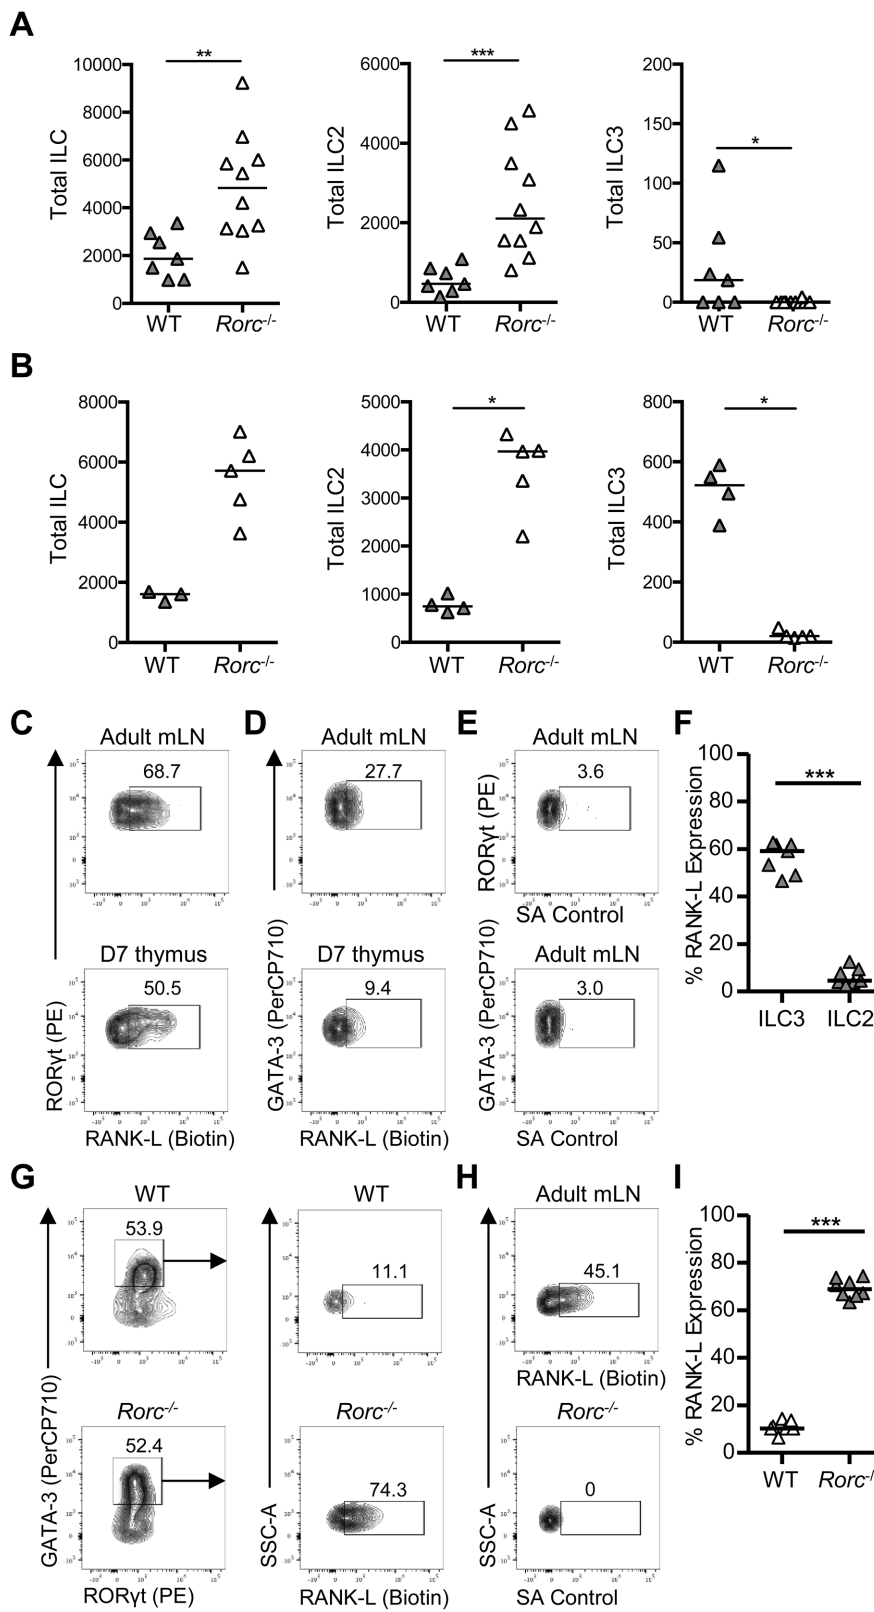 A
**
***
*
10000
8000
6000
4000
2000
0
Total ILC
WT
Rorc-/-
6000
4000
2000
0
Total ILC2
WT
Rorc-/-
200
150
100
50
0
Total ILC3
WT
Rorc-/-
B
*
*
8000
6000
4000
2000
0
Total ILC
WT
Rorc-/-
5000
4000
3000
2000
1000
0
Total ILC2
WT
Rorc-/-
800
600
400
200
0
Total ILC3
WT
Rorc-/-
C
Adult mLN
68.7
D7 thymus
50.5
RORγt (PE)
RANK-L (Biotin)
D
Adult mLN
27.7
D7 thymus
9.4
GATA-3 (PerCP710)
RANK-L (Biotin)
E
Adult mLN
3.6
RORγt (PE)
SA Control
Adult mLN
3.0
GATA-3 (PerCP710)
SA Control
F
***
100
80
60
40
20
0
% RANK-L Expression
ILC3
ILC2
G
WT
53.9
Rorc-/-
52.4
GATA-3 (PerCP710)
RORγt (PE)
WT
11.1
Rorc-/-
74.3
SSC-A
RANK-L (Biotin)
H
Adult mLN
45.1
RANK-L (Biotin)
Rorc-/-
0
SSC-A
SA Control
I
***
100
80
60
40
20
0
% RANK-L Expression
WT
Rorc-/-